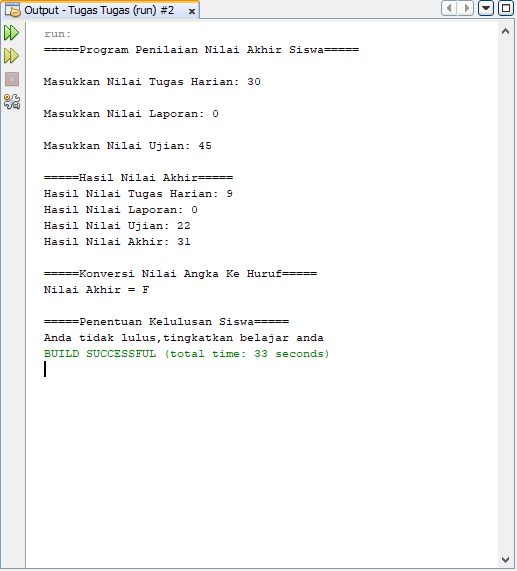 Output - Tugas Tugas (run) #2
run:
=====Program Penilaian Nilai Akhir Siswa=====
Masukkan Nilai Tugas Harian: 30
Masukkan Nilai Laporan: 0
Masukkan Nilai Ujian: 45
=====Hasil Nilai Akhir=====
Hasil Nilai Tugas Harian: 9
Hasil Nilai Laporan: 0
Hasil Nilai Ujian: 22
Hasil Nilai Akhir: 31
=====Konversi Nilai Angka Ke Huruf=====
Nilai Akhir = F
=====Penentuan Kelulusan Siswa=====
Anda tidak lulus,tingkatkan belajar anda
BUILD SUCCESSFUL (total time: 33 seconds)